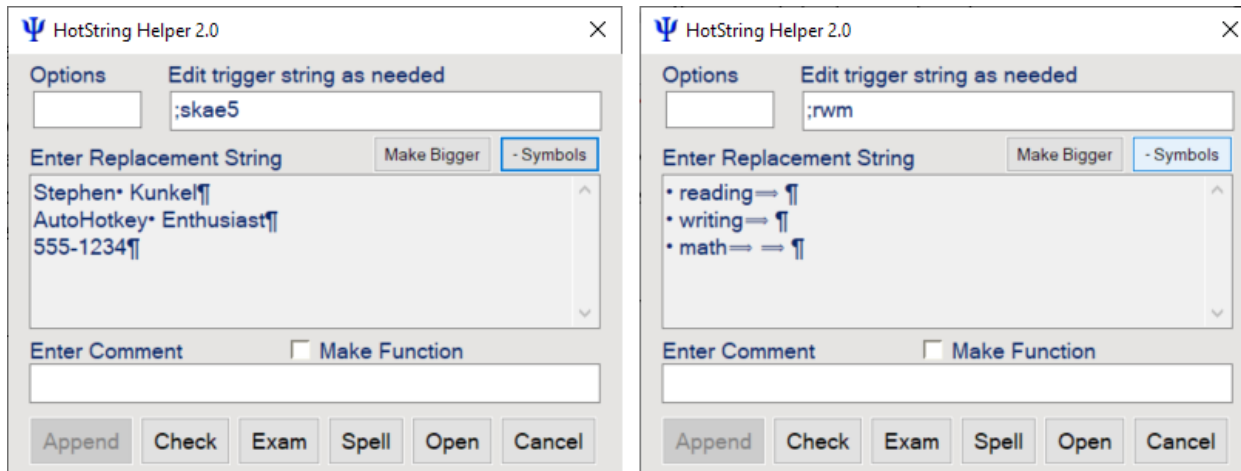 HotString Helper 2.0
Options Edit trigger string as needed
;skae5
Enter Replacement String Make Bigger - Symbols
Stephen• Kunkel¶
AutoHotkey• Enthusiast¶
555-1234¶
Enter Comment Make Function
Append Check Exam Spell Open Cancel
HotString Helper 2.0
Options Edit trigger string as needed
;rwm
Enter Replacement String Make Bigger - Symbols
• reading⟹ ¶
• writing⟹ ¶
• math⟹ ⟹ ¶
Enter Comment Make Function
Append Check Exam Spell Open Cancel